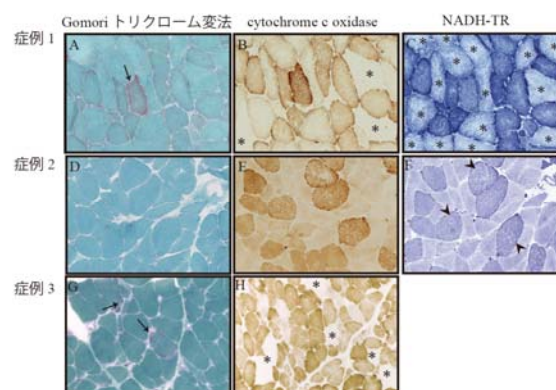 Gomori トリクローム変法 cytochrome c oxidase NADH-TR
症例 1
A B
* * * * * * * * * * * * * * * *
症例 2
D E F
症例 3
G H
* * * * * *